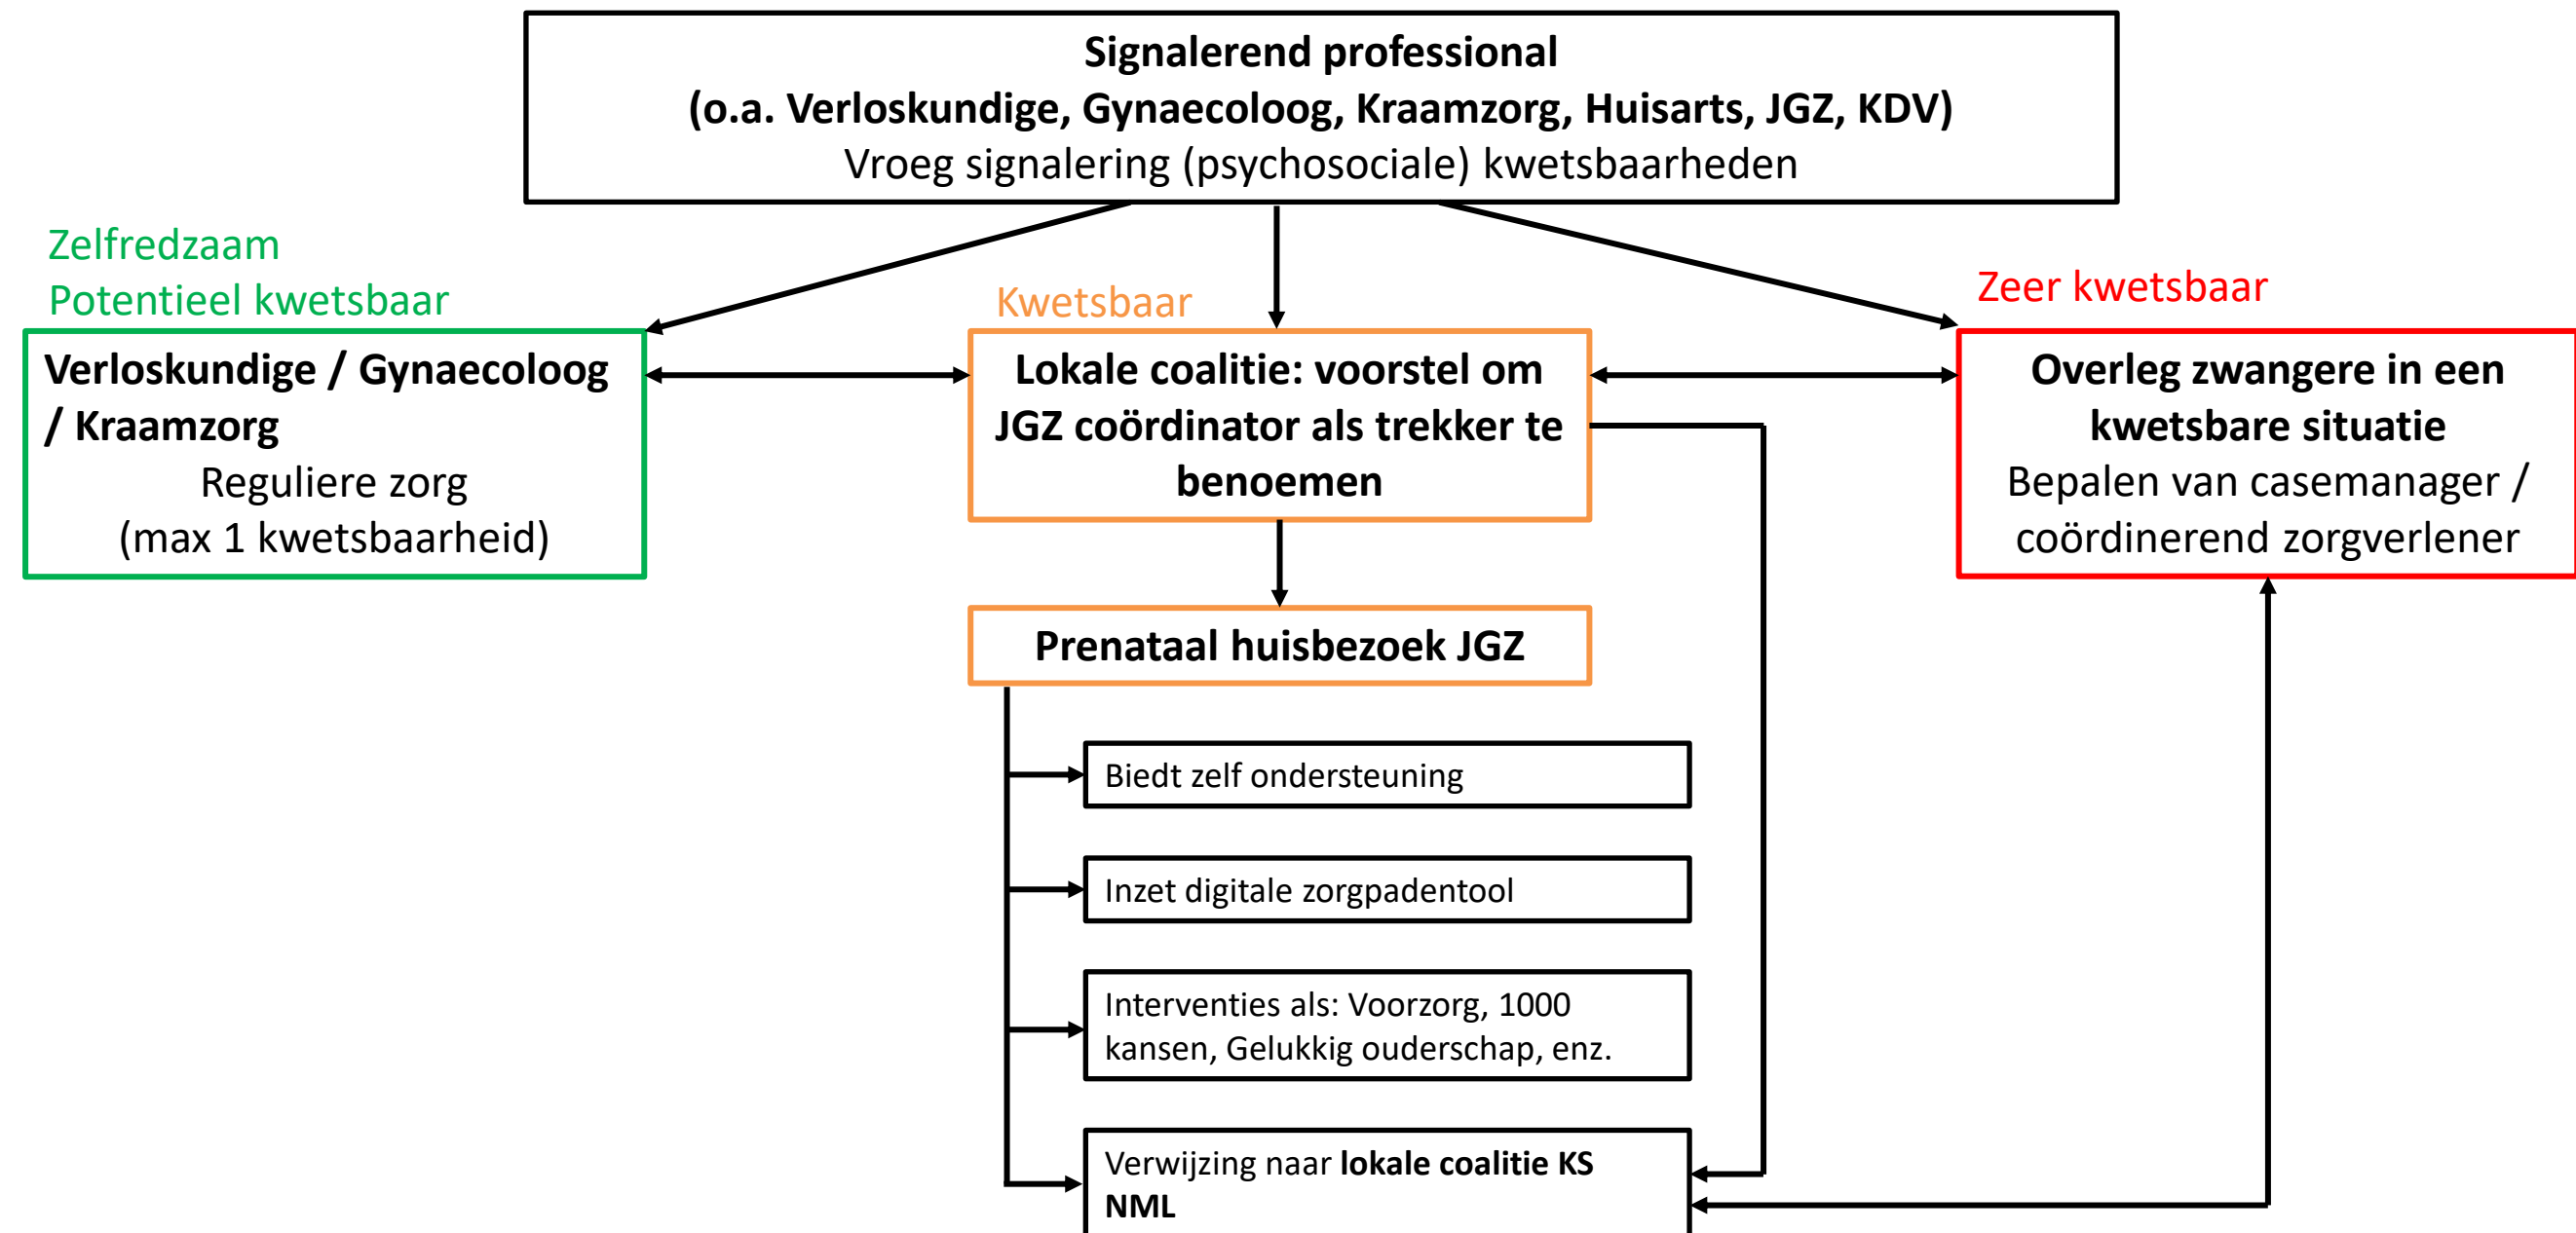 Signalerend professional
(o.a. Verloskundige, Gynaecoloog, Kraamzorg, Huisarts, JGZ, KDV)
Vroeg signalering (psychosociale) kwetsbaarheden
Zelfredzaam
Potentieel kwetsbaar
Verloskundige / Gynaecoloog
/ Kraamzorg
Reguliere zorg
(max 1 kwetsbaarheid)
Kwetsbaar
Lokale coalitie: voorstel om
JGZ coördinator als trekker te
benoemen
Zeer kwetsbaar
Overleg zwangere in een
kwetsbare situatie
Bepalen van casemanager /
coördinerend zorgverlener
Prenataal huisbezoek JGZ
Biedt zelf ondersteuning
Inzet digitale zorgpadentool
Interventies als: Voorzorg, 1000
kansen, Gelukkig ouderschap, enz.
Verwijzing naar lokale coalitie KS
NML